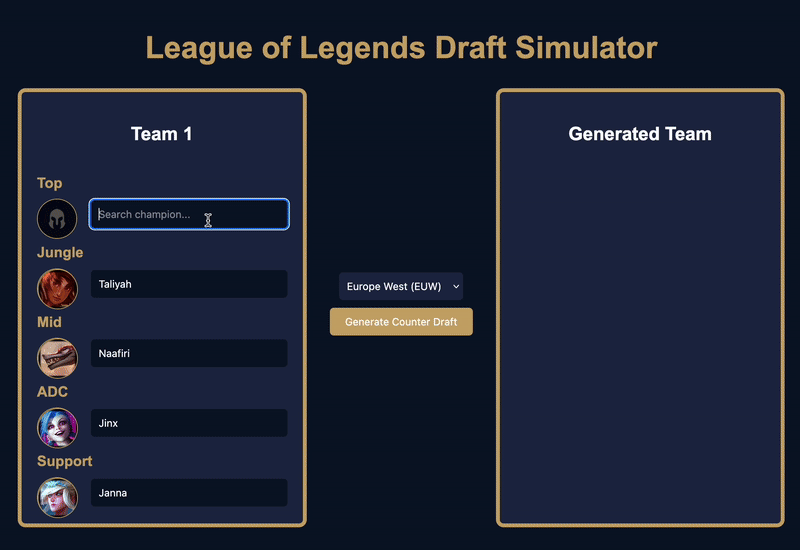 League of Legends Draft Simulator
Team 1
Top
Search champion...
Jungle
Taliyah
Mid
Naafiri
ADC
Jinx
Support
Janna
Europe West (EUW)
Generate Counter Draft
Generated Team